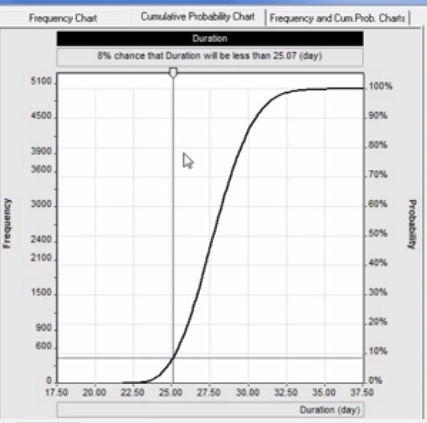 Frequency Chart
Cumulative Probability Chart
Frequency and Cum.Prob. Charts
Duration
8% chance that Duration will be less than 25.07 (day)
5100
4500
3900
3600
3000
2400
2100
1500
900
600
0
Frequency
100%
90%
80%
70%
60%
50%
40%
30%
20%
10%
0%
Probability
17.50 20.00 22.50 25.00 27.50 30.00 32.50 35.00 37.50
Duration (day)